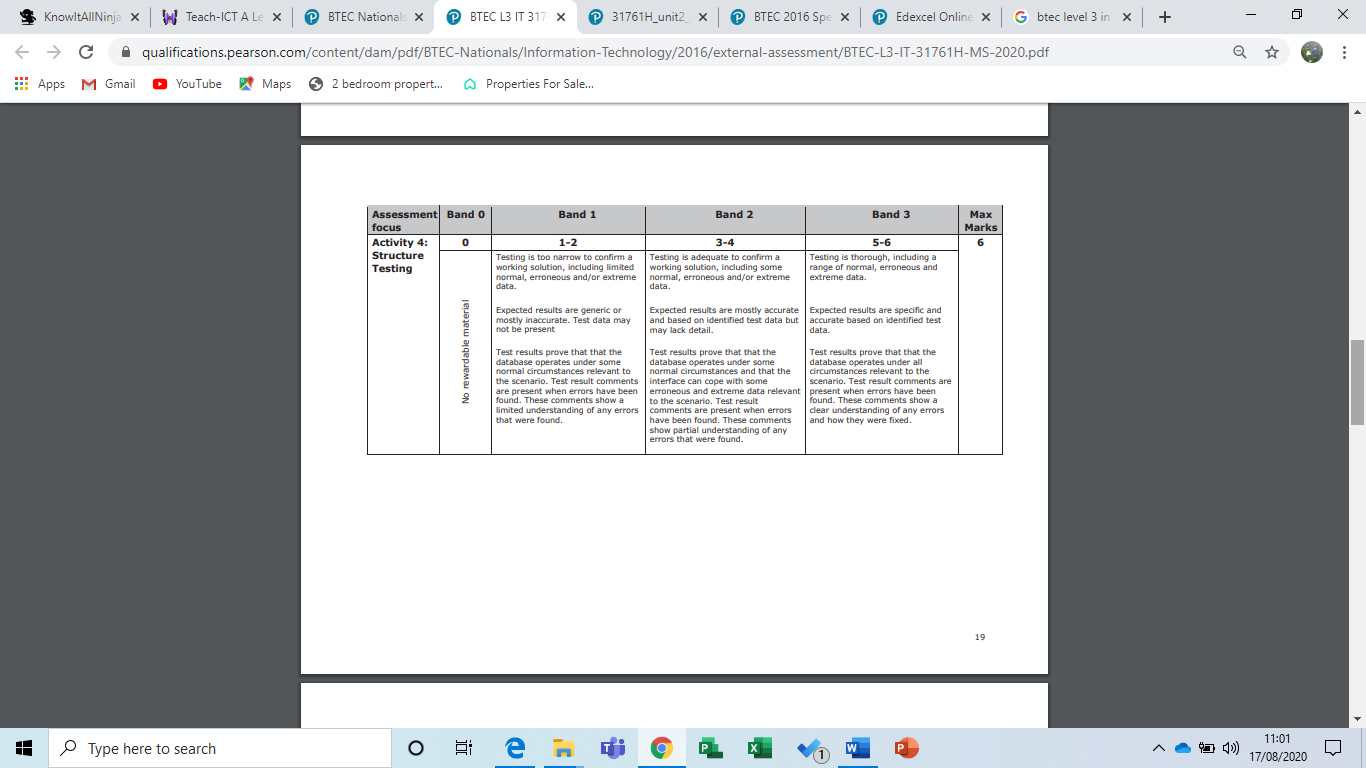 KnowItAllNinja
Teach-ICT A Le
BTEC Nationals
BTEC L3 IT 317
31761H_unit2_
BTEC 2016 Spe
Edexcel Online
btec level 3 in
qualifications.pearson.com/content/dam/pdf/BTEC-Nationals/Information-Technology/2016/external-assessment/BTEC-L3-IT-31761H-MS-2020.pdf
Apps
Gmail
YouTube
Maps
2 bedroom propert...
Properties For Sale...
Assessment focus
Band 0
Band 1
Band 2
Band 3
Max Marks
Activity 4:
Structure
Testing
0
1-2
3-4
5-6
6
No rewardable material
Testing is too narrow to confirm a
working solution, including limited
normal, erroneous and/or extreme
data.
Expected results are generic or
mostly inaccurate. Test data may
not be present
Test results prove that that the
database operates under some
normal circumstances relevant to
the scenario. Test result comments
are present when errors have been
found. These comments show a
limited understanding of any errors
that were found.
Testing is adequate to confirm a
working solution, including some
normal, erroneous and/or extreme
data.
Expected results are mostly accurate
and based on identified test data but
may lack detail.
Test results prove that that the
database operates under some
normal circumstances and that the
interface can cope with some
erroneous and extreme data relevant
to the scenario. Test result
comments are present when errors
have been found. These comments
show partial understanding of any
errors that were found.
Testing is thorough, including a
range of normal, erroneous and
extreme data.
Expected results are specific and
accurate based on identified test
data.
Test results prove that that the
database operates under all
circumstances relevant to the
scenario. Test result comments are
present when errors have been
found. These comments show a
clear understanding of any errors
and how they were fixed.
19
Type here to search
1
11:01
17/08/2020